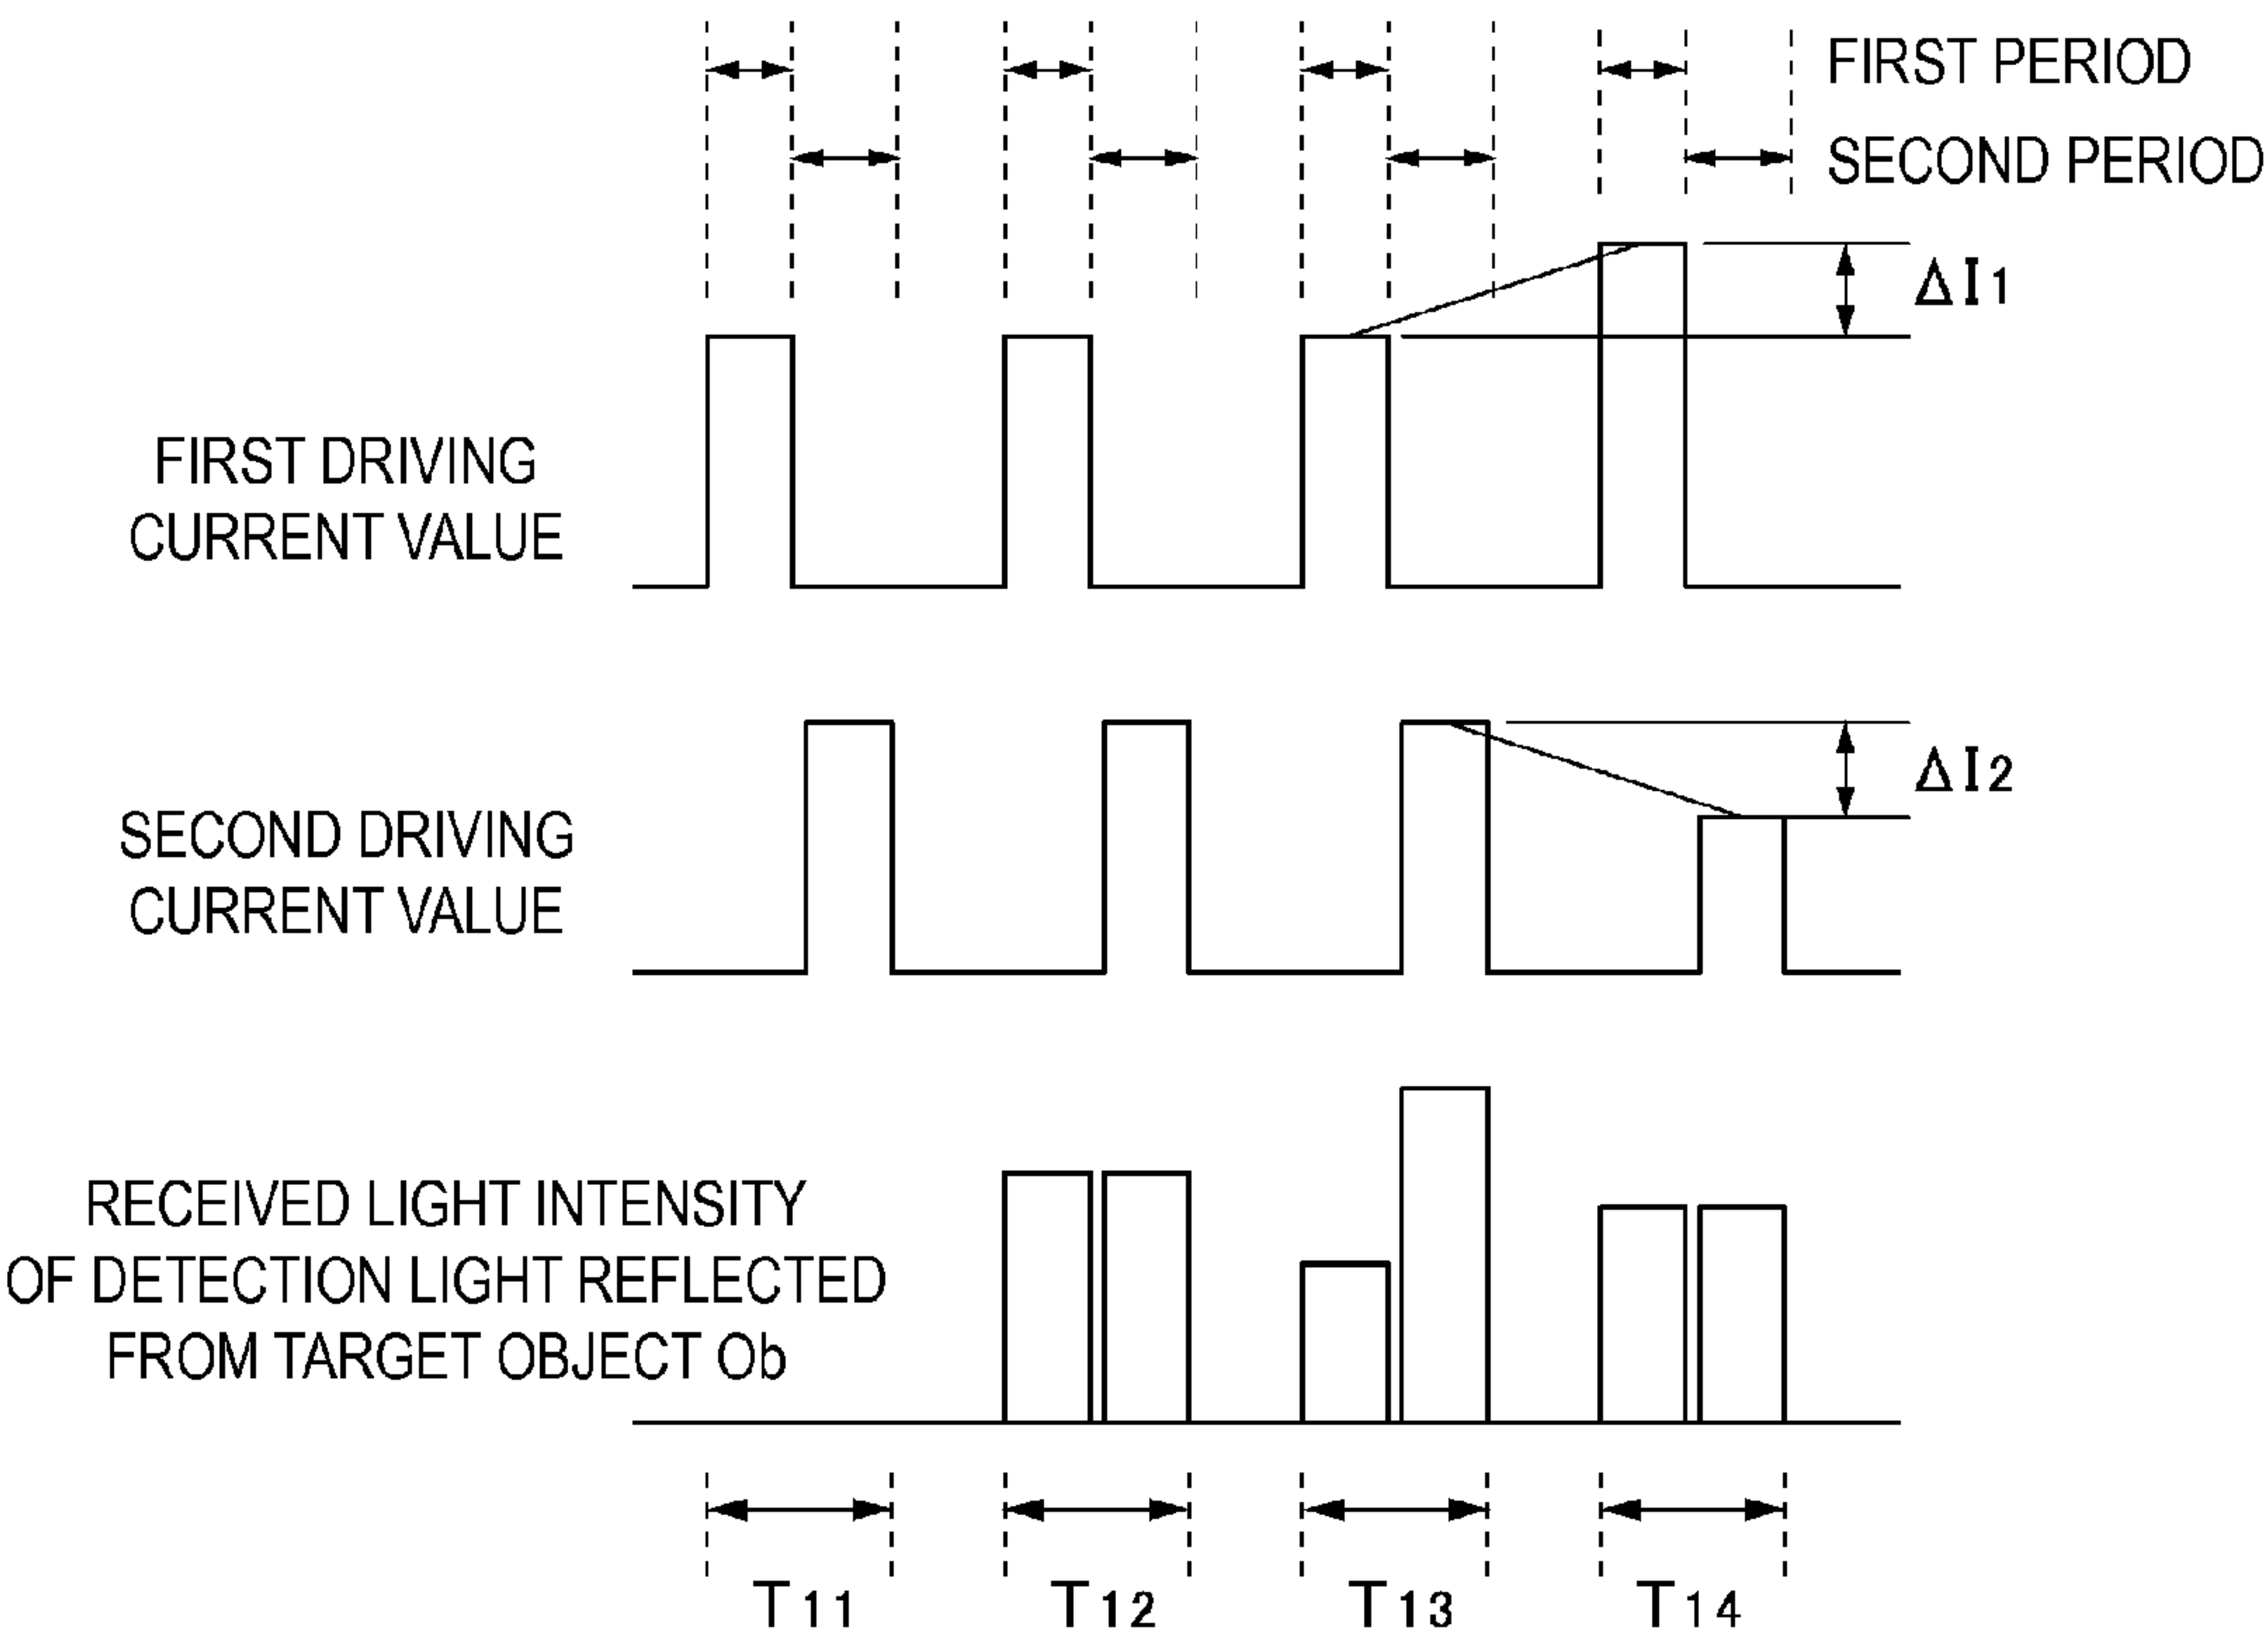 FIRST PERIOD
SECOND PERIOD
ΔI1
FIRST DRIVING
CURRENT VALUE
ΔI2
SECOND DRIVING
CURRENT VALUE
RECEIVED LIGHT INTENSITY
OF DETECTION LIGHT REFLECTED
FROM TARGET OBJECT Ob
T11 T12 T13 T14